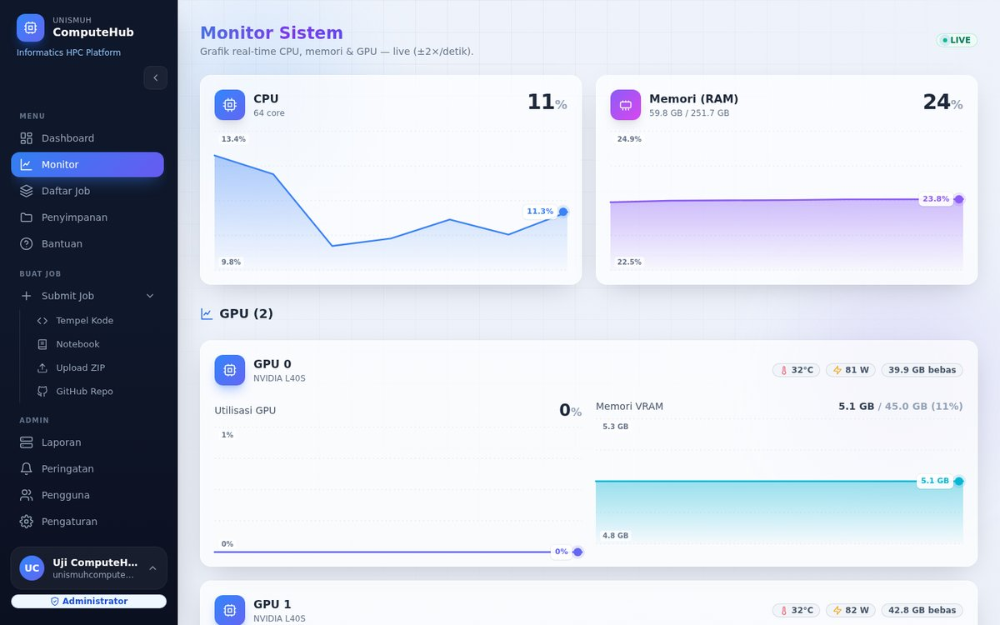 UNISMUH
ComputeHub
Informatics HPC Platform
MENU
Dashboard
Monitor
Daftar Job
Penyimpanan
Bantuan
BUAT JOB
Submit Job
Tempel Kode
Notebook
Upload ZIP
GitHub Repo
ADMIN
Laporan
Peringatan
Pengguna
Pengaturan
UC
Uji ComputeH...
unismuhcompute...
Administrator
Monitor Sistem
Grafik real-time CPU, memori & GPU — live (±2×/detik).
LIVE
CPU
64 core
11%
13.4%
11.3%
9.8%
Memori (RAM)
59.8 GB / 251.7 GB
24%
24.9%
23.8%
22.5%
GPU (2)
GPU 0
NVIDIA L40S
32°C
81 W
39.9 GB bebas
Utilisasi GPU
0%
1%
0%
0%
Memori VRAM
5.1 GB / 45.0 GB (11%)
5.3 GB
5.1 GB
4.8 GB
GPU 1
NVIDIA L40S
32°C
82 W
42.8 GB bebas